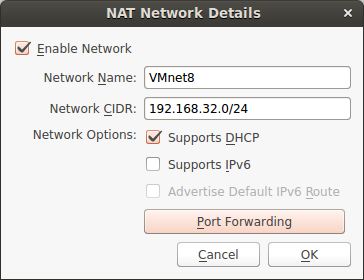 NAT Network Details
Enable Network
Network Name: VMnet8
Network CIDR: 192.168.32.0/24
Network Options: Supports DHCP
Supports IPv6
Advertise Default IPv6 Route
Port Forwarding
Cancel OK